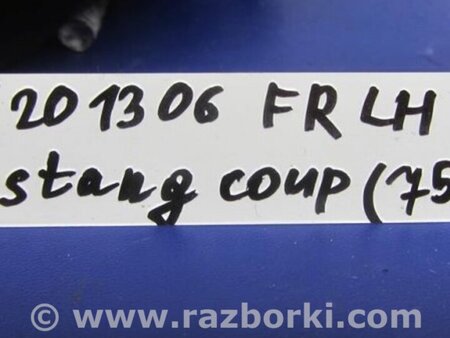 201306 FR LH
stang coup (75
© www.razborki.com